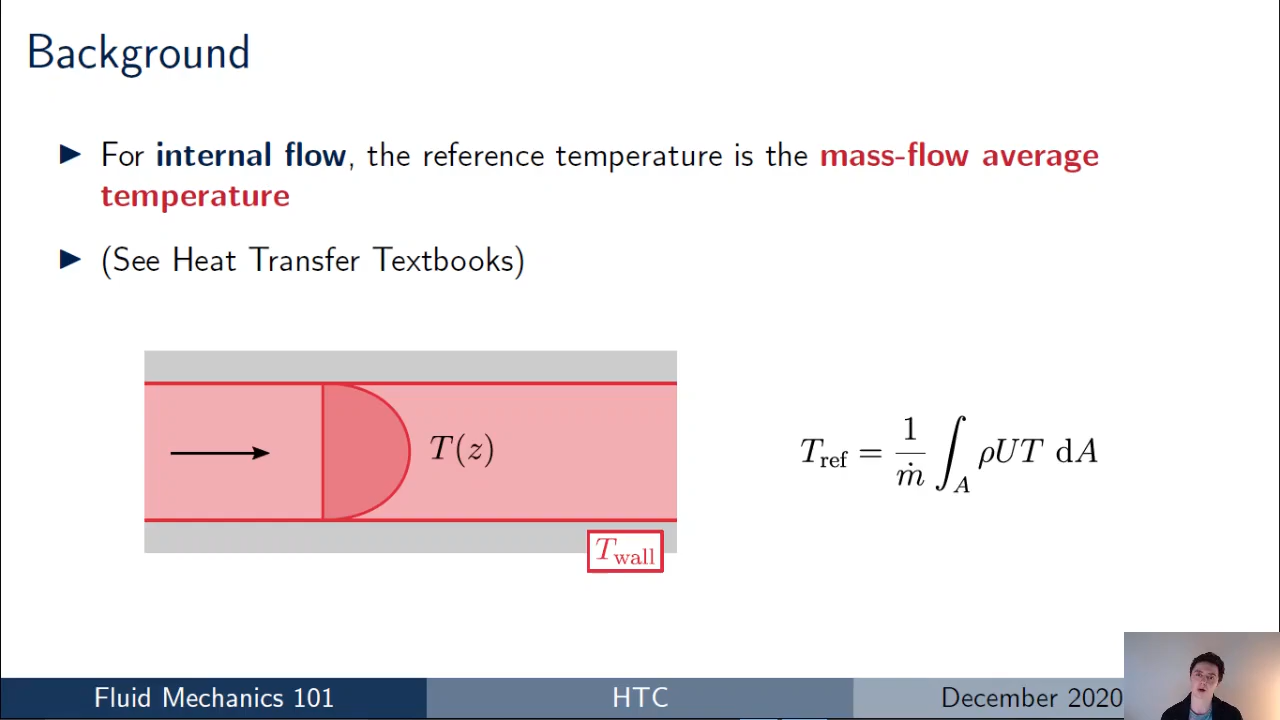 Background
▶ For internal flow, the reference temperature is the mass-flow average
temperature
▶ (See Heat Transfer Textbooks)
T(z)
T_ref = 1/ṁ ∫_A ρUT dA
T_wall
Fluid Mechanics 101
HTC
December 2020